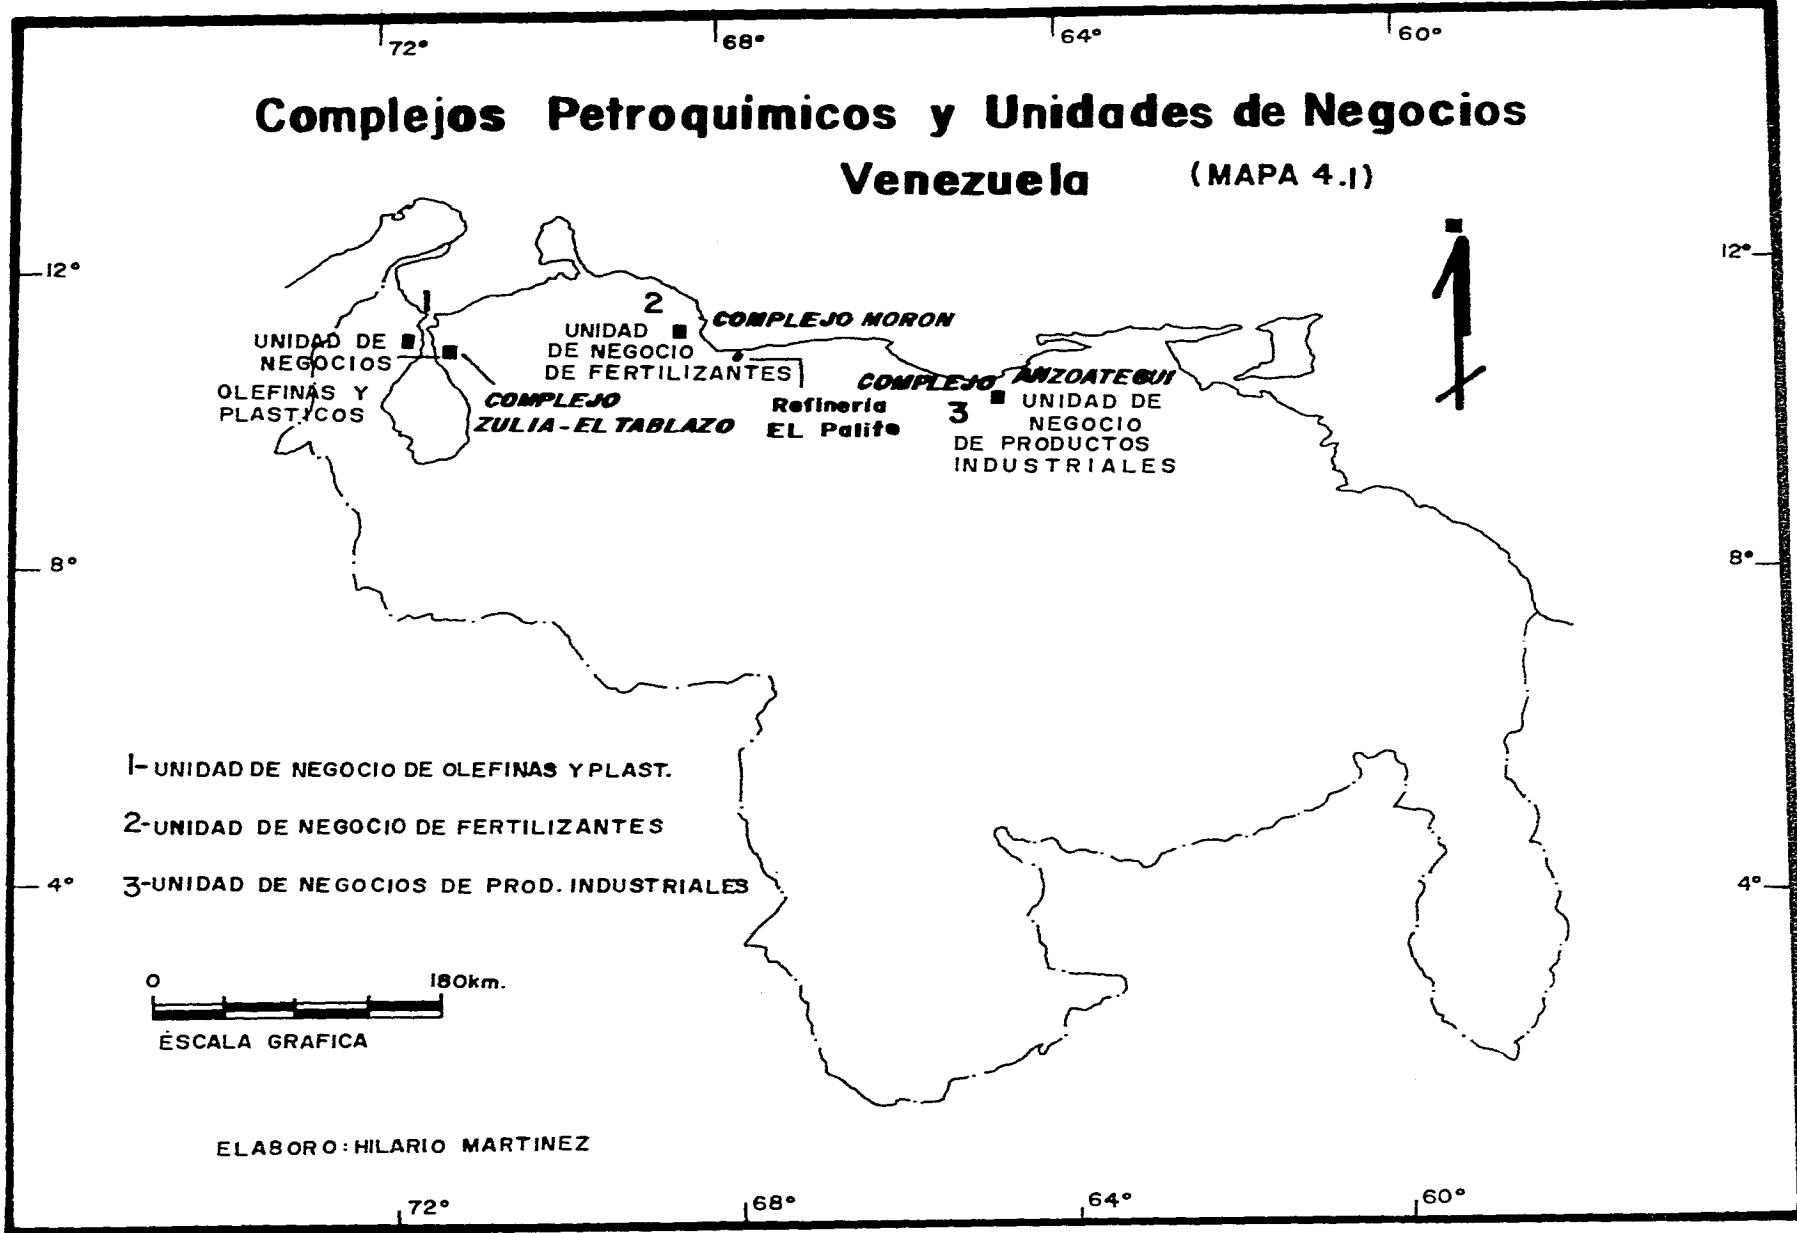 72° 68° 64° 60°
Complejos Petroquímicos y Unidades de Negocios
Venezuela (MAPA 4.1)
12° 12°
1
2
COMPLEJO MORON
UNIDAD DE
NEGOCIOS
OLEFINAS Y
PLASTICOS
UNIDAD
DE NEGOCIO
DE FERTILIZANTES
COMPLEJO
ZULIA-EL TABLAZO
Refineria
EL Palito
COMPLEJO ANZOATEGUI
3
UNIDAD DE
NEGOCIO
DE PRODUCTOS
INDUSTRIALES
8° 8°
1-UNIDAD DE NEGOCIO DE OLEFINAS Y PLAST.
2-UNIDAD DE NEGOCIO DE FERTILIZANTES
3-UNIDAD DE NEGOCIOS DE PROD. INDUSTRIALES
4° 4°
0 180km.
ESCALA GRAFICA
ELABORO: HILARIO MARTINEZ
72° 68° 64° 60°